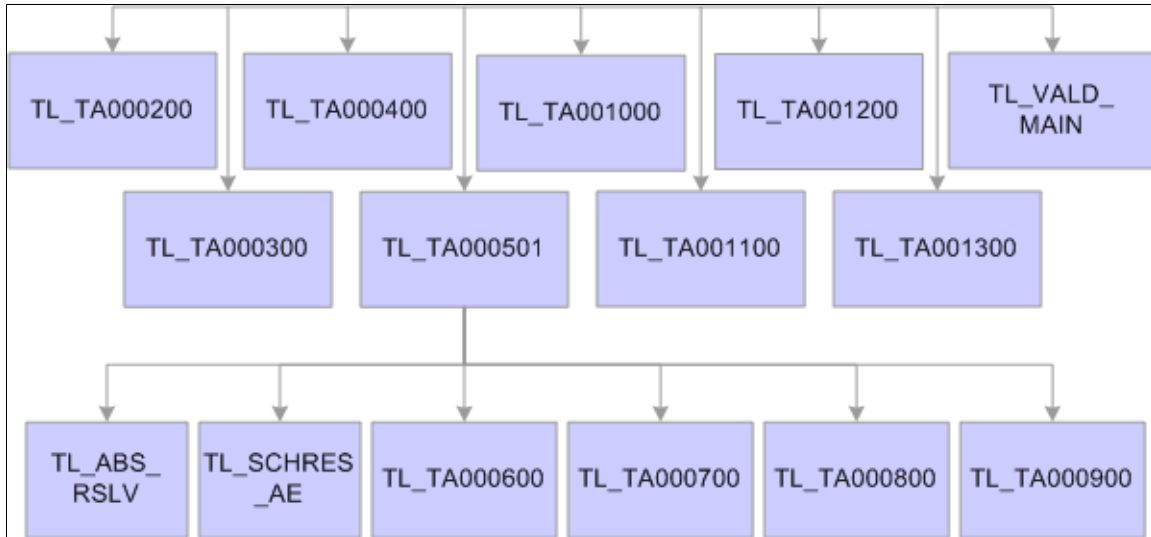 TL_TA000200
TL_TA000400
TL_TA001000
TL_TA001200
TL_VALD_
MAIN
TL_TA000300
TL_TA000501
TL_TA001100
TL_TA001300
TL_ABS_
RSLV
TL_SCHRES
_AE
TL_TA000600
TL_TA000700
TL_TA000800
TL_TA000900